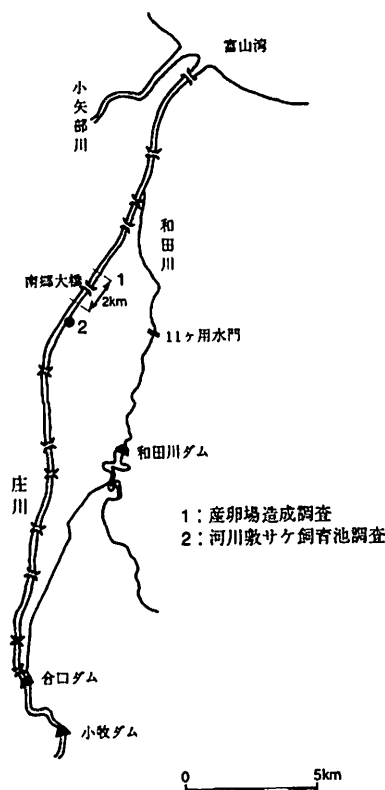 富山湾
小矢部川
和田川
南郷大橋
1
2km
2
11ヶ用水門
庄川
和田川ダム
1：産卵場造成調査
2：河川敷サケ飼育池調査
合口ダム
小牧ダム
0 5km